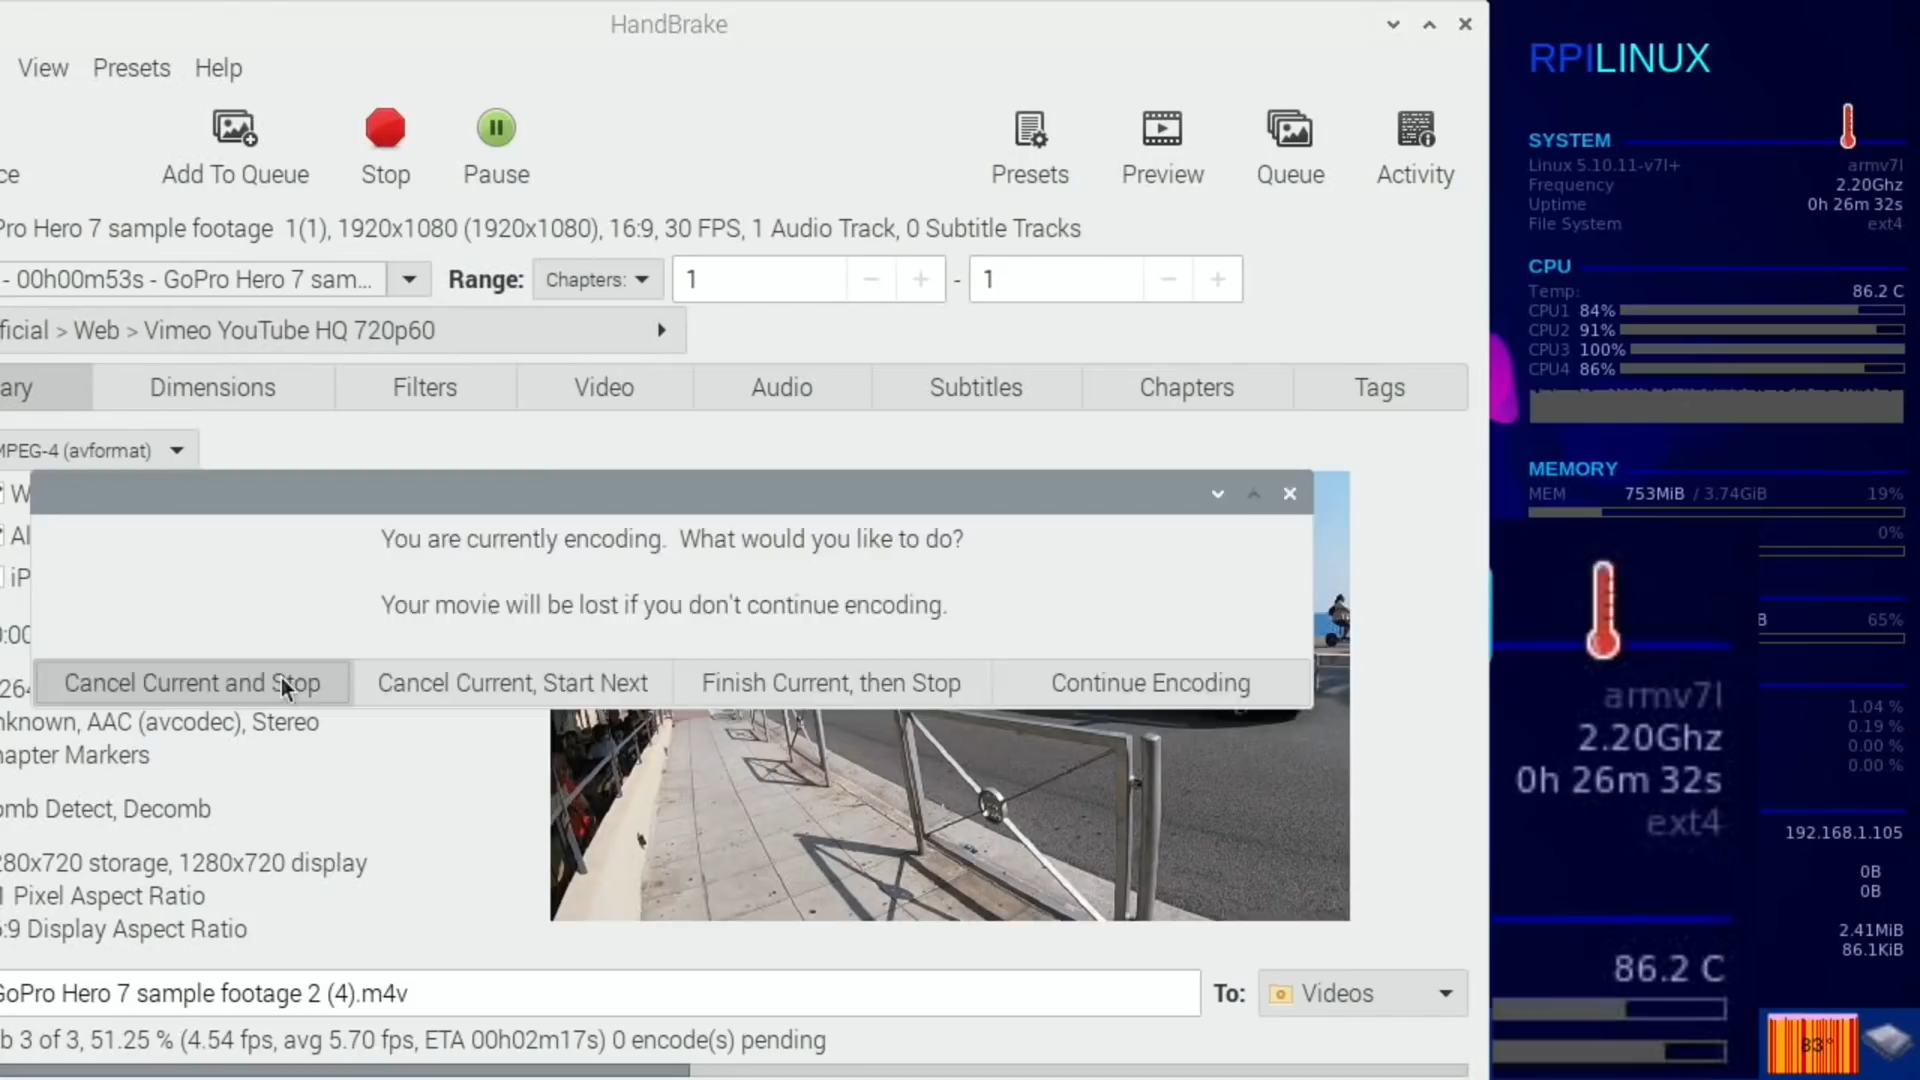 HandBrake
View Presets Help
Add To Queue Stop Pause Presets Preview Queue Activity
Pro Hero 7 sample footage 1(1), 1920x1080 (1920x1080), 16:9, 30 FPS, 1 Audio Track, 0 Subtitle Tracks
- 00h00m53s - GoPro Hero 7 sam... Range: Chapters: 1 - 1
ficial > Web > Vimeo YouTube HQ 720p60
ary Dimensions Filters Video Audio Subtitles Chapters Tags
MPEG-4 (avformat)
W
Al
iP
You are currently encoding. What would you like to do?
Your movie will be lost if you don't continue encoding.
Cancel Current and Stop Cancel Current, Start Next Finish Current, then Stop Continue Encoding
nknown, AAC (avcodec), Stereo
hapter Markers
omb Detect, Decomb
280x720 storage, 1280x720 display
1 Pixel Aspect Ratio
:9 Display Aspect Ratio
GoPro Hero 7 sample footage 2 (4).m4v To: Videos
b 3 of 3, 51.25 % (4.54 fps, avg 5.70 fps, ETA 00h02m17s) 0 encode(s) pending
RPILINUX
SYSTEM
Linux 5.10.11-v7l+ armv7l
Frequency 2.20Ghz
Uptime 0h 26m 32s
File System ext4
CPU
Temp: 86.2 C
CPU1 84%
CPU2 91%
CPU3 100%
CPU4 86%
MEMORY
MEM 753MiB / 3.74GiB 19%
0%
B 65%
armv7l
2.20Ghz
0h 26m 32s
ext4
86.2 C
1.04 %
0.19 %
0.00 %
0.00 %
192.168.1.105
0B
0B
2.41MiB
86.1KiB
83°